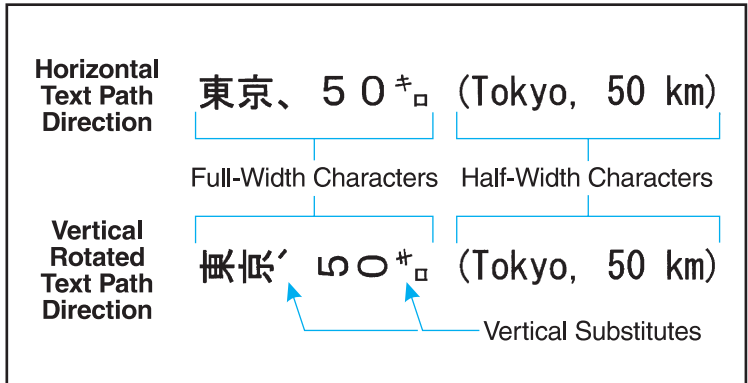 Horizontal
Text Path
Direction
東京、５０㌔ (Tokyo, 50 km)
Full-Width Characters Half-Width Characters
Vertical
Rotated
Text Path
Direction
東京、５０㌔ (Tokyo, 50 km)
Vertical Substitutes